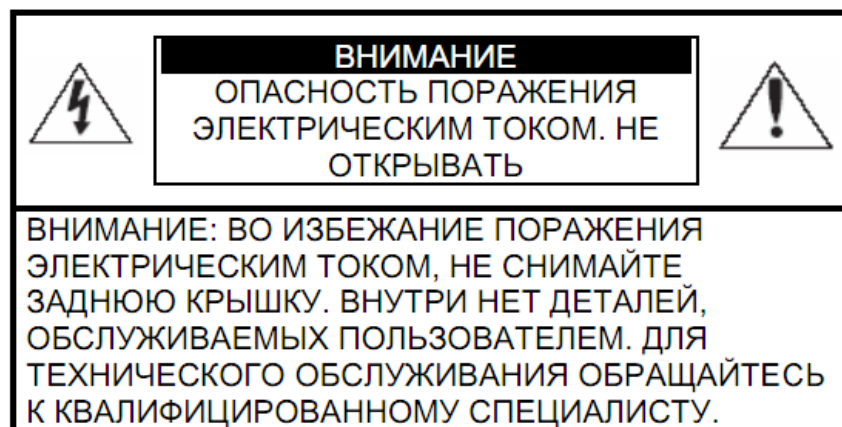 ВНИМАНИЕ
ОПАСНОСТЬ ПОРАЖЕНИЯ
ЭЛЕКТРИЧЕСКИМ ТОКОМ. НЕ
ОТКРЫВАТЬ
ВНИМАНИЕ: ВО ИЗБЕЖАНИЕ ПОРАЖЕНИЯ
ЭЛЕКТРИЧЕСКИМ ТОКОМ, НЕ СНИМАЙТЕ
ЗАДНЮЮ КРЫШКУ. ВНУТРИ НЕТ ДЕТАЛЕЙ,
ОБСЛУЖИВАЕМЫХ ПОЛЬЗОВАТЕЛЕМ. ДЛЯ
ТЕХНИЧЕСКОГО ОБСЛУЖИВАНИЯ ОБРАЩАЙТЕСЬ
К КВАЛИФИЦИРОВАННОМУ СПЕЦИАЛИСТУ.